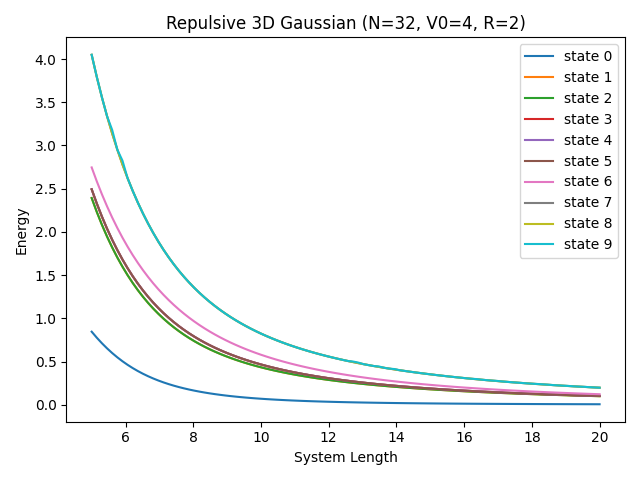 Repulsive 3D Gaussian (N=32, V0=4, R=2)
Energy
4.0
3.5
3.0
2.5
2.0
1.5
1.0
0.5
0.0
state 0
state 1
state 2
state 3
state 4
state 5
state 6
state 7
state 8
state 9
6 8 10 12 14 16 18 20
System Length